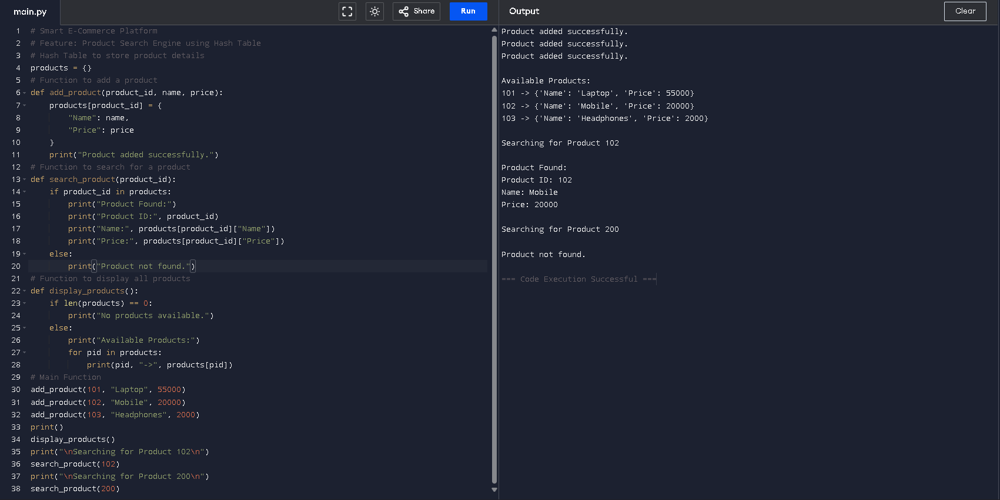 main.py
Share
Run
1 # Smart E-Commerce Platform
2 # Feature: Product Search Engine using Hash Table
3 # Hash Table to store product details
4 products = {}
5 # Function to add a product
6 def add_product(product_id, name, price):
7     products[product_id] = {
8         "Name": name,
9         "Price": price
10     }
11     print("Product added successfully.")
12 # Function to search for a product
13 def search_product(product_id):
14     if product_id in products:
15         print("Product Found:")
16         print("Product ID:", product_id)
17         print("Name:", products[product_id]["Name"])
18         print("Price:", products[product_id]["Price"])
19     else:
20         print("Product not found.")
21 # Function to display all products
22 def display_products():
23     if len(products) == 0:
24         print("No products available.")
25     else:
26         print("Available Products:")
27         for pid in products:
28             print(pid, "->", products[pid])
29 # Main Function
30 add_product(101, "Laptop", 55000)
31 add_product(102, "Mobile", 20000)
32 add_product(103, "Headphones", 2000)
33 print()
34 display_products()
35 print("\nSearching for Product 102\n")
36 search_product(102)
37 print("\nSearching for Product 200\n")
38 search_product(200)
Output
Clear
Product added successfully.
Product added successfully.
Product added successfully.
Available Products:
101 -> {'Name': 'Laptop', 'Price': 55000}
102 -> {'Name': 'Mobile', 'Price': 20000}
103 -> {'Name': 'Headphones', 'Price': 2000}
Searching for Product 102
Product Found:
Product ID: 102
Name: Mobile
Price: 20000
Searching for Product 200
Product not found.
=== Code Execution Successful ===